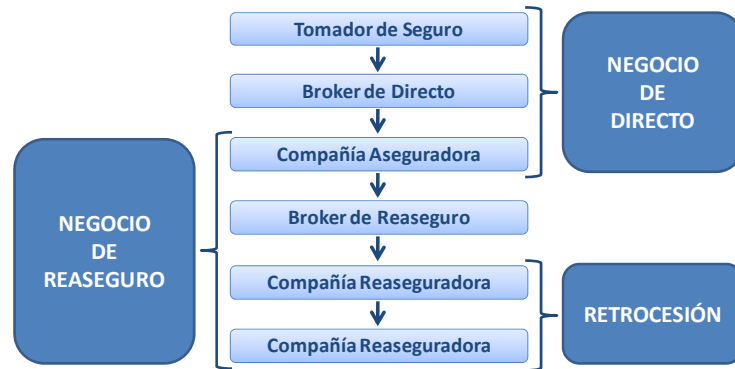 Tomador de Seguro
Broker de Directo
Compañía Aseguradora
Broker de Reaseguro
Compañía Reaseguradora
Compañía Reaseguradora
NEGOCIO
DE
DIRECTO
NEGOCIO
DE
REASEGURO
RETROCESIÓN